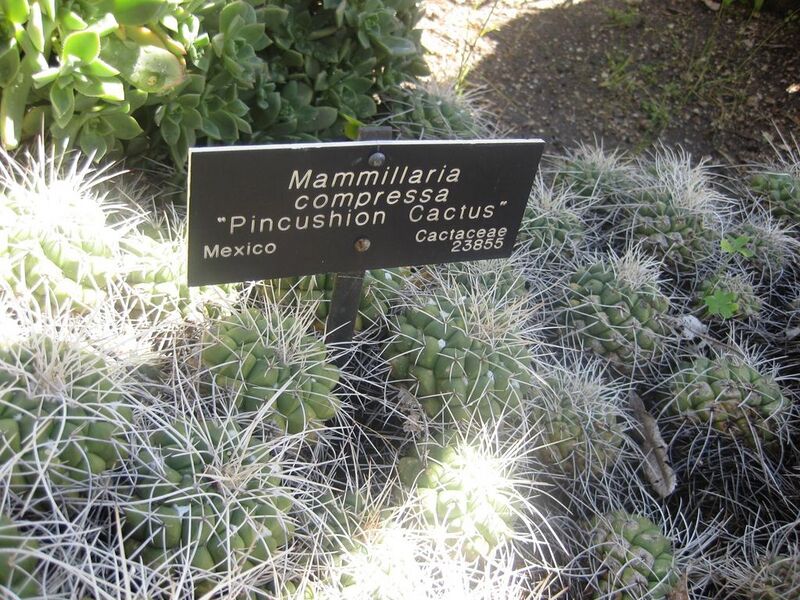 Mammillaria
compressa
"Pincushion Cactus"
Mexico
Cactaceae
23855